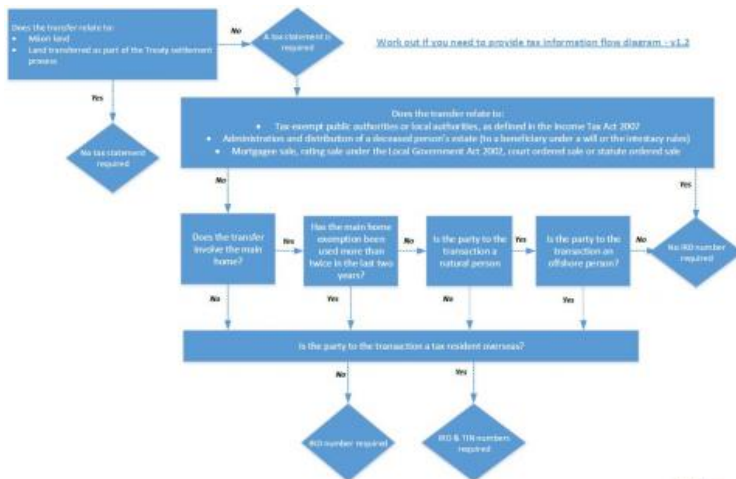 Does the transfer relate to:
• Māori land
• Land transferred as part of the Treaty settlement
process
No
A tax statement is
required
Work out if you need to provide tax information flow diagram - v1.2
Yes
No tax statement
required
Does the transfer relate to:
• Tax exempt public authorities or local authorities, as defined in the Income Tax Act 2007
• Administration and distribution of a deceased person's estate (to a beneficiary under a will or the intestacy rules)
• Mortgagee sale, rating sale under the Local Government Act 2002, court ordered sale or statute ordered sale
No
Yes
Does the transfer
involve the main
home?
Yes
Has the main home
exemption been
used more than
twice in the last two
years?
No
Is the party to the
transaction a
natural person
Yes
Is the party to the
transaction an
offshore person?
No
No IRD number
required
No
Yes
No
Yes
Is the party to the transaction a tax resident overseas?
No
Yes
IRD number required
IRD & TIN numbers
required